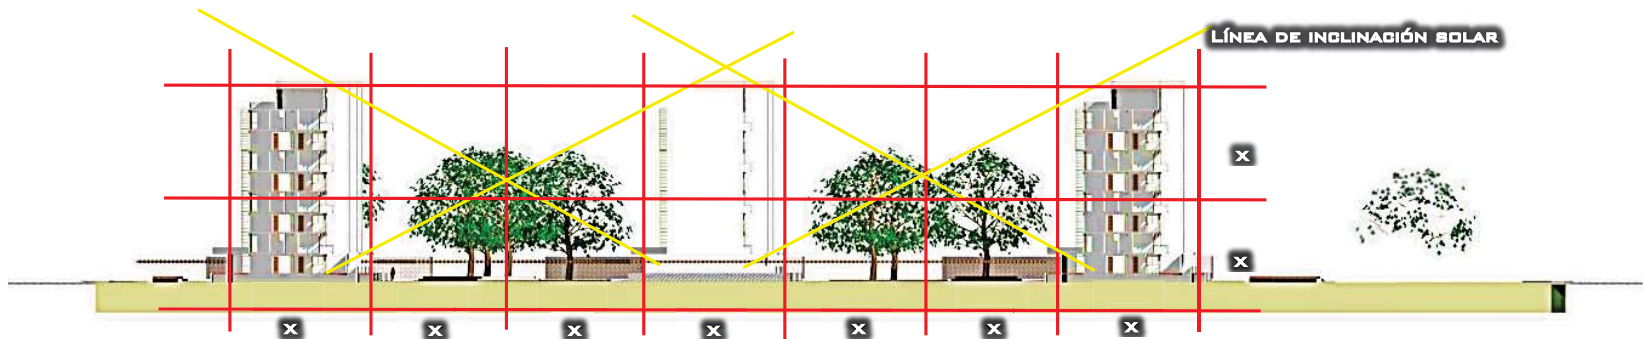 LÍNEA DE INCLINACIÓN SOLAR
X
X
X X X X X X X